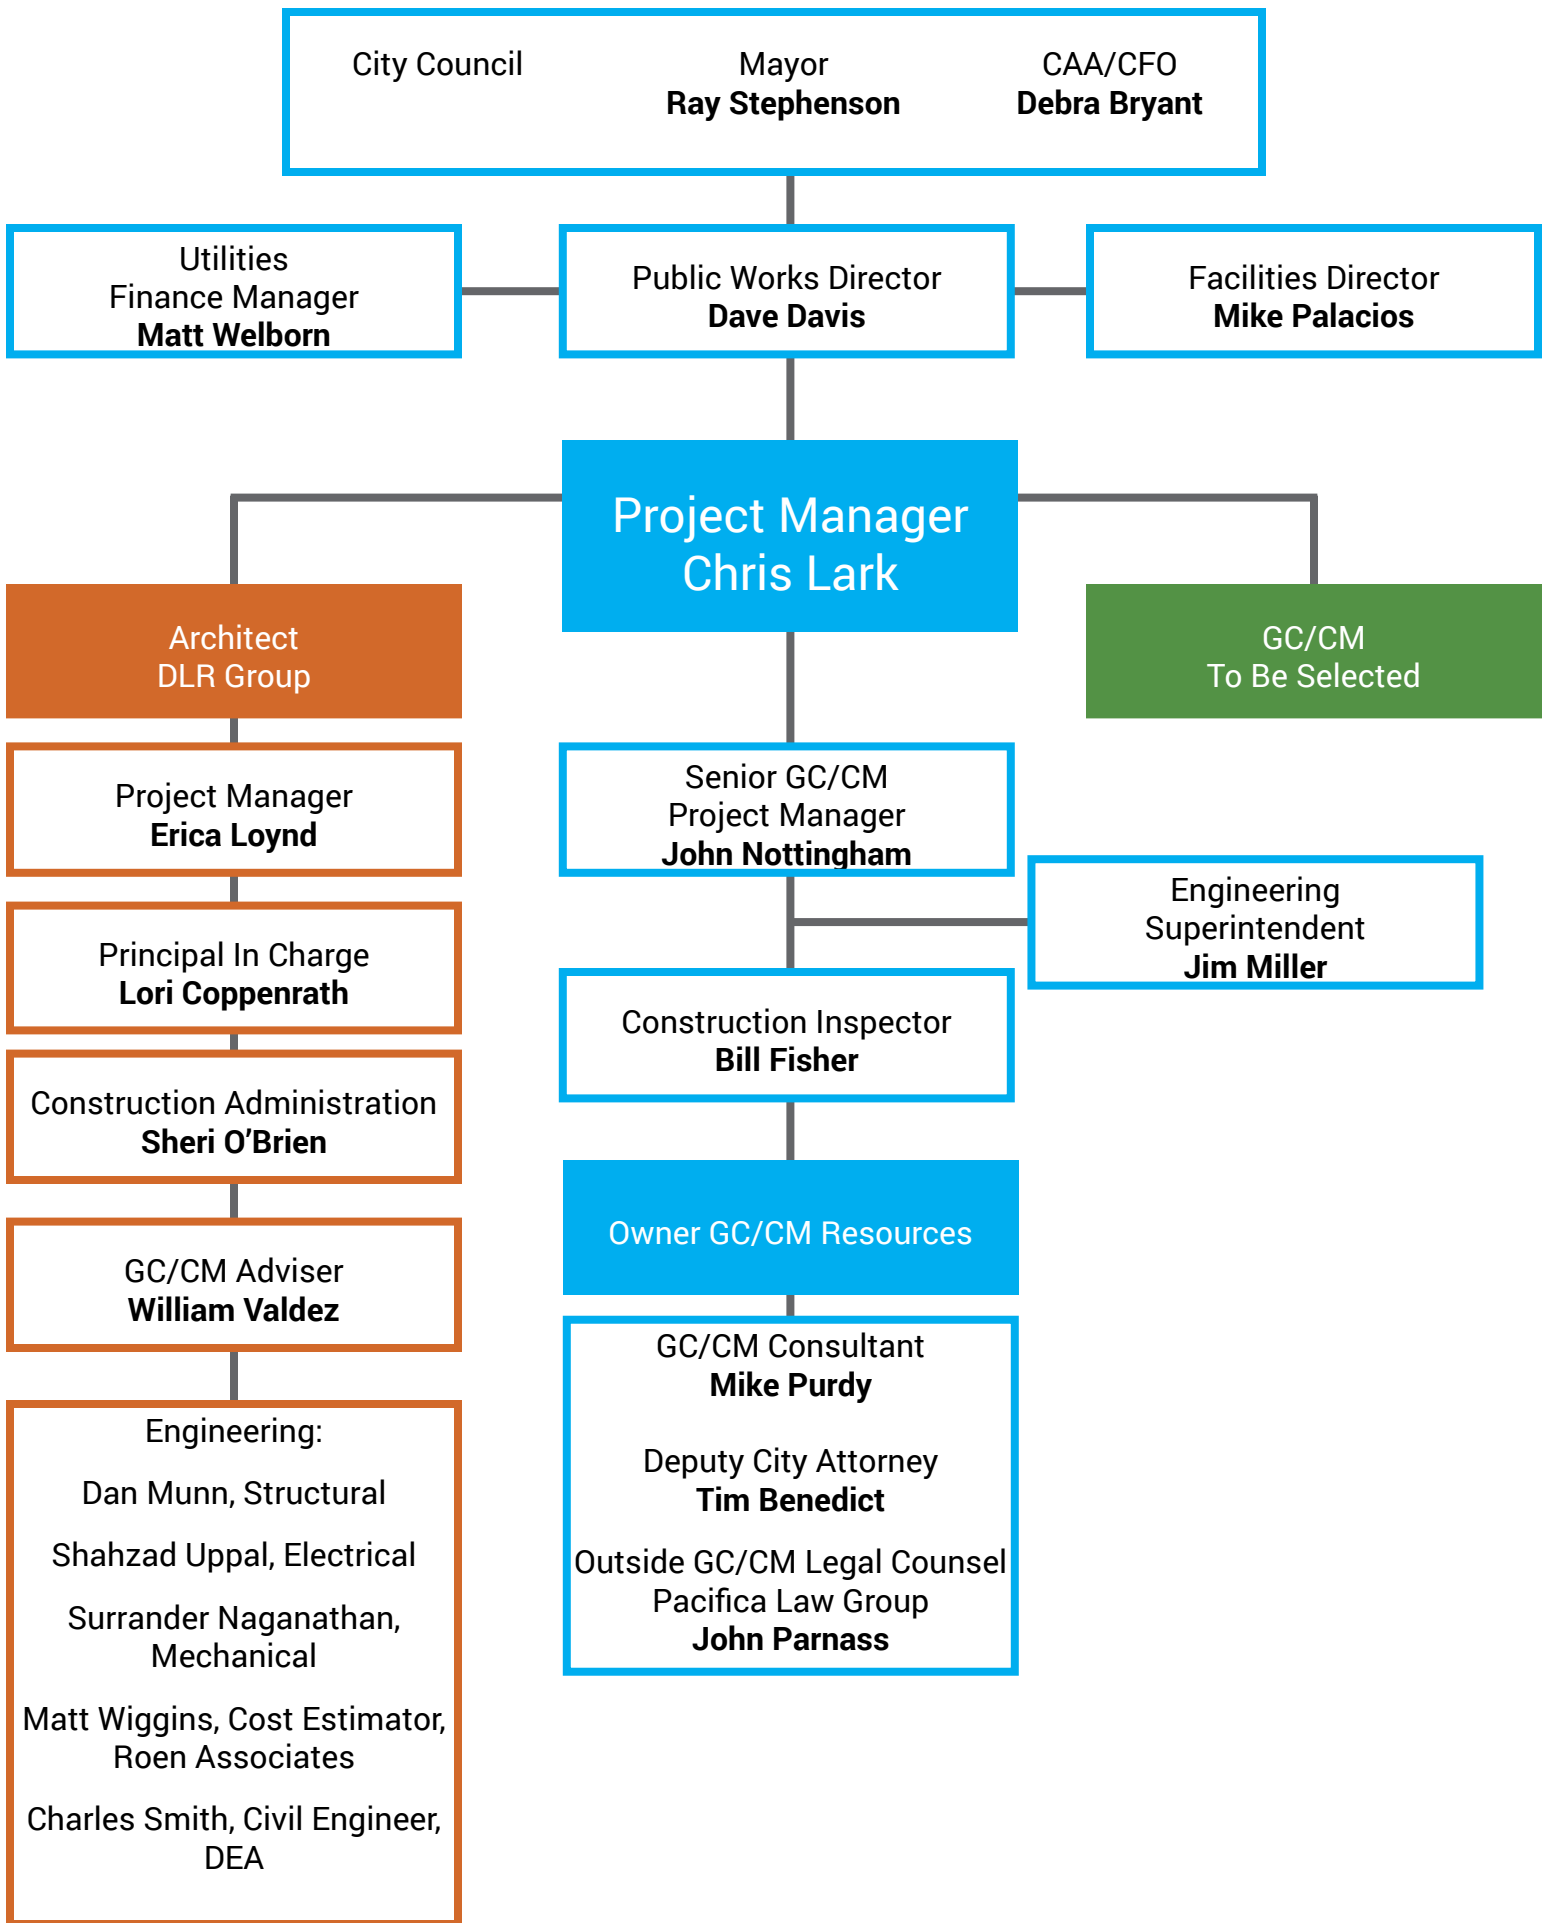 City Council
Mayor
Ray Stephenson
CAA/CFO
Debra Bryant
Utilities
Finance Manager
Matt Welborn
Public Works Director
Dave Davis
Facilities Director
Mike Palacios
Project Manager
Chris Lark
Architect
DLR Group
GC/CM
To Be Selected
Project Manager
Erica Loynd
Principal In Charge
Lori Coppenrath
Construction Administration
Sheri O’Brien
GC/CM Adviser
William Valdez
Engineering:
Dan Munn, Structural
Shahzad Uppal, Electrical
Surrander Naganathan,
Mechanical
Matt Wiggins, Cost Estimator,
Roen Associates
Charles Smith, Civil Engineer,
DEA
Senior GC/CM
Project Manager
John Nottingham
Engineering
Superintendent
Jim Miller
Construction Inspector
Bill Fisher
Owner GC/CM Resources
GC/CM Consultant
Mike Purdy
Deputy City Attorney
Tim Benedict
Outside GC/CM Legal Counsel
Pacifica Law Group
John Parnass